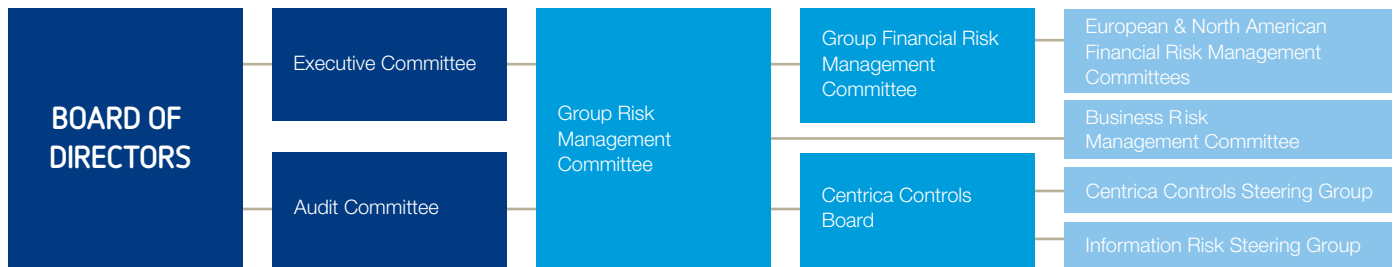 BOARD OF
DIRECTORS
Executive Committee
Audit Committee
Group Risk
Management
Committee
Group Financial Risk
Management
Committee
Centrica Controls
Board
European & North American
Financial Risk Management
Committees
Business Risk
Management Committee
Centrica Controls Steering Group
Information Risk Steering Group